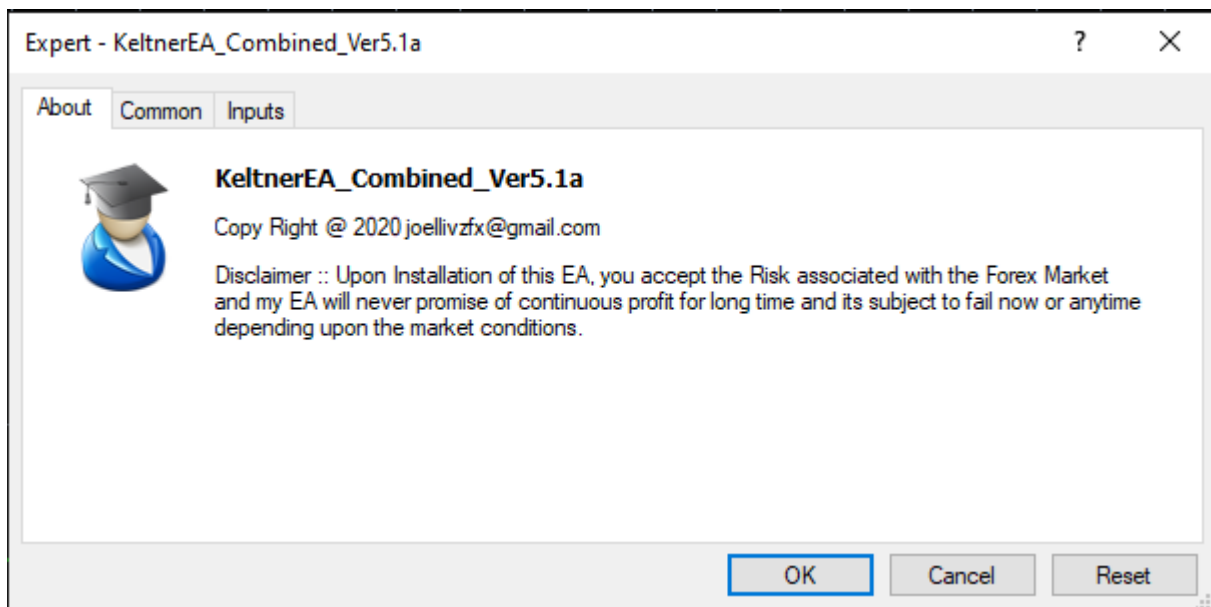 Expert - KeltnerEA_Combined_Ver5.1a
?
About
Common
Inputs
KeltnerEA_Combined_Ver5.1a
Copy Right @ 2020 joellivzfx@gmail.com
Disclaimer :: Upon Installation of this EA, you accept the Risk associated with the Forex Market
and my EA will never promise of continuous profit for long time and its subject to fail now or anytime
depending upon the market conditions.
OK
Cancel
Reset